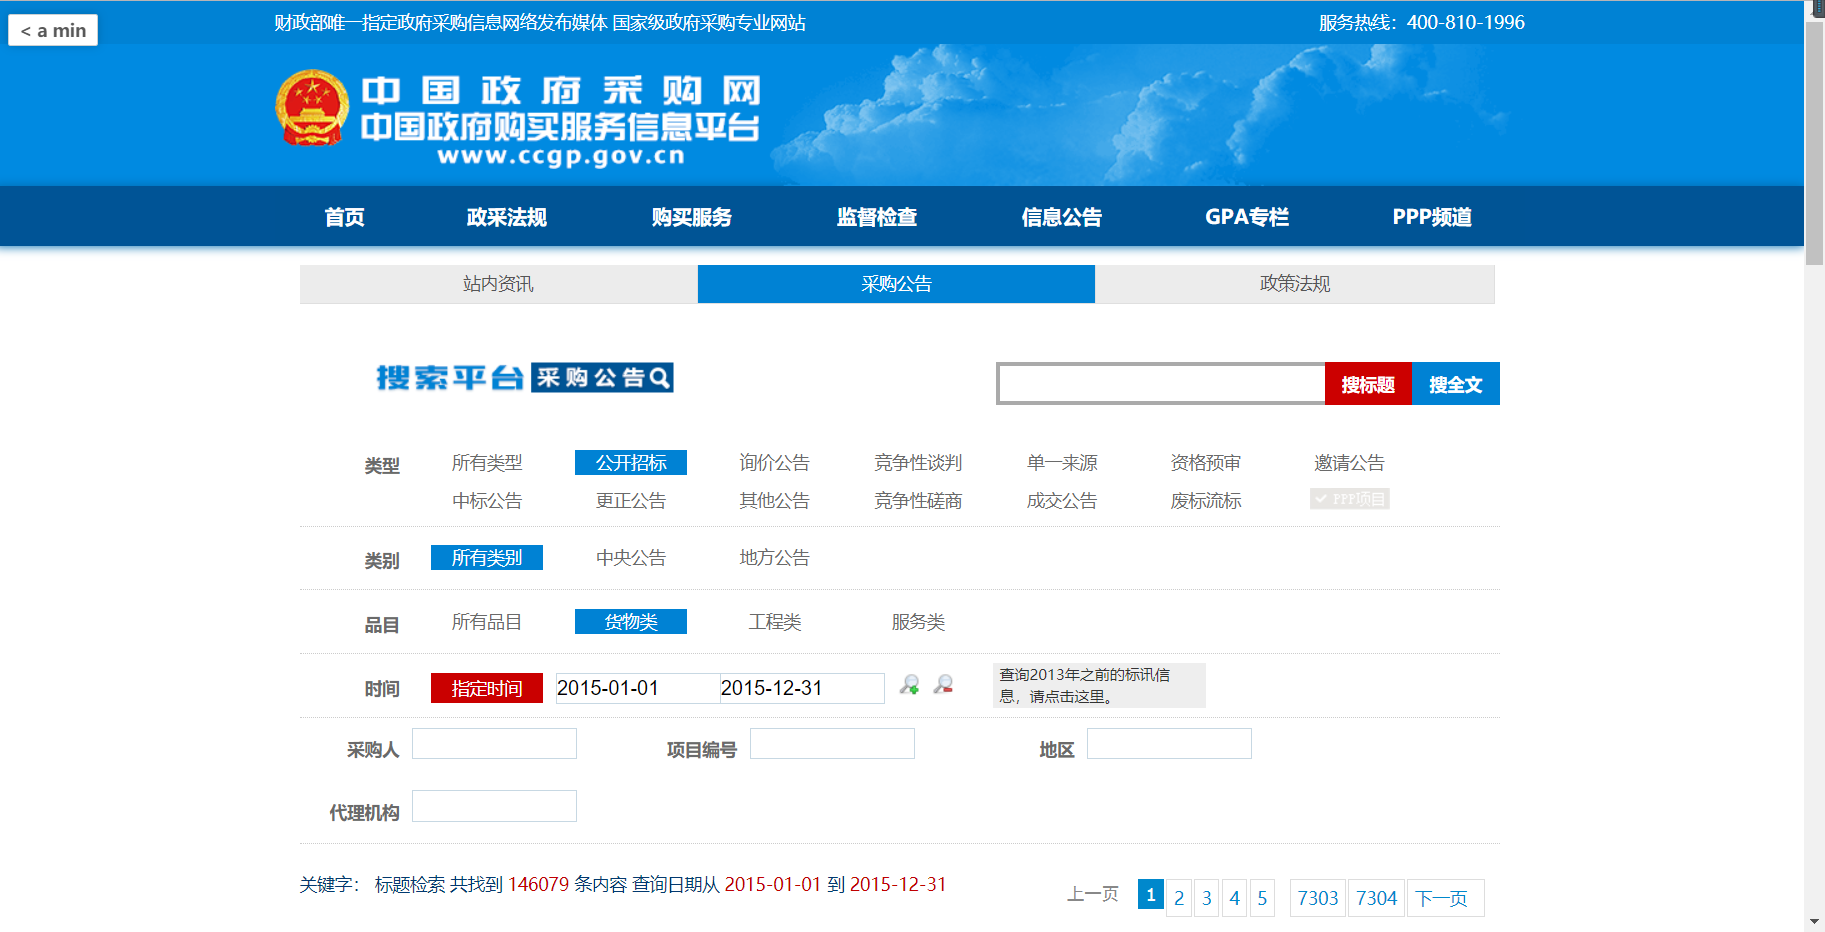 < a min
财政部唯一指定政府采购信息网络发布媒体 国家级政府采购专业网站
服务热线：400-810-1996
中国政府采购网
中国政府购买服务信息平台
www.ccgp.gov.cn
首页 政采法规 购买服务 监督检查 信息公告 GPA专栏 PPP频道
站内资讯 采购公告 政策法规
搜索平台 采购公告
搜标题 搜全文
类型 所有类型 公开招标 询价公告 竞争性谈判 单一来源 资格预审 邀请公告
中标公告 更正公告 其他公告 竞争性磋商 成交公告 废标流标 PPP项目
类别 所有类别 中央公告 地方公告
品目 所有品目 货物类 工程类 服务类
时间 指定时间 2015-01-01 2015-12-31
查询2013年之前的标讯信
息，请点击这里。
采购人 项目编号 地区
代理机构
关键字： 标题检索 共找到 146079 条内容 查询日期从 2015-01-01 到 2015-12-31
上一页 1 2 3 4 5 7303 7304 下一页